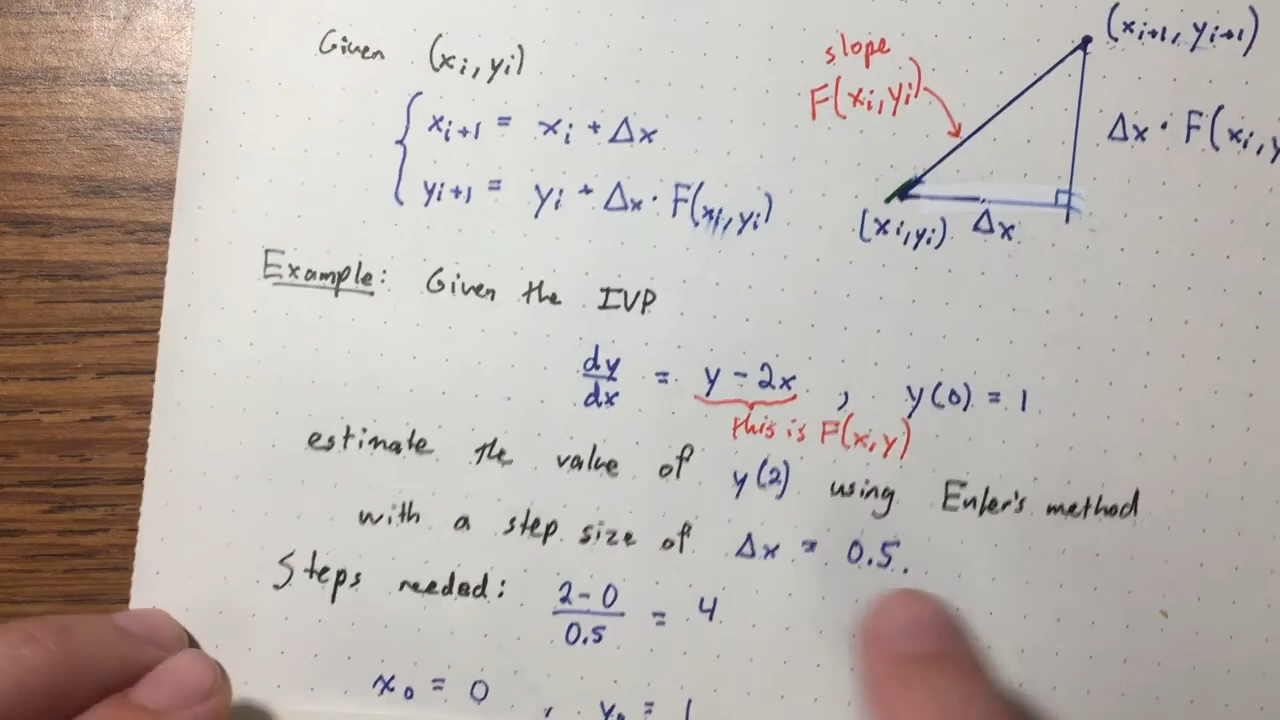 Given (xᵢ, yᵢ)
xᵢ₊₁ = xᵢ + Δx
yᵢ₊₁ = yᵢ + Δx · F(xᵢ, yᵢ)
(xᵢ₊₁, yᵢ₊₁)
slope
F(xᵢ, yᵢ)
Δx · F(xᵢ, y
(xᵢ, yᵢ) Δx
Example: Given the IVP
dy/dx = y - 2x , y(0) = 1
this is F(x, y)
estimate the value of y(2) using Euler's method
with a step size of Δx = 0.5.
Steps needed: (2 - 0)/0.5 = 4
x₀ = 0 , y₀ = 1